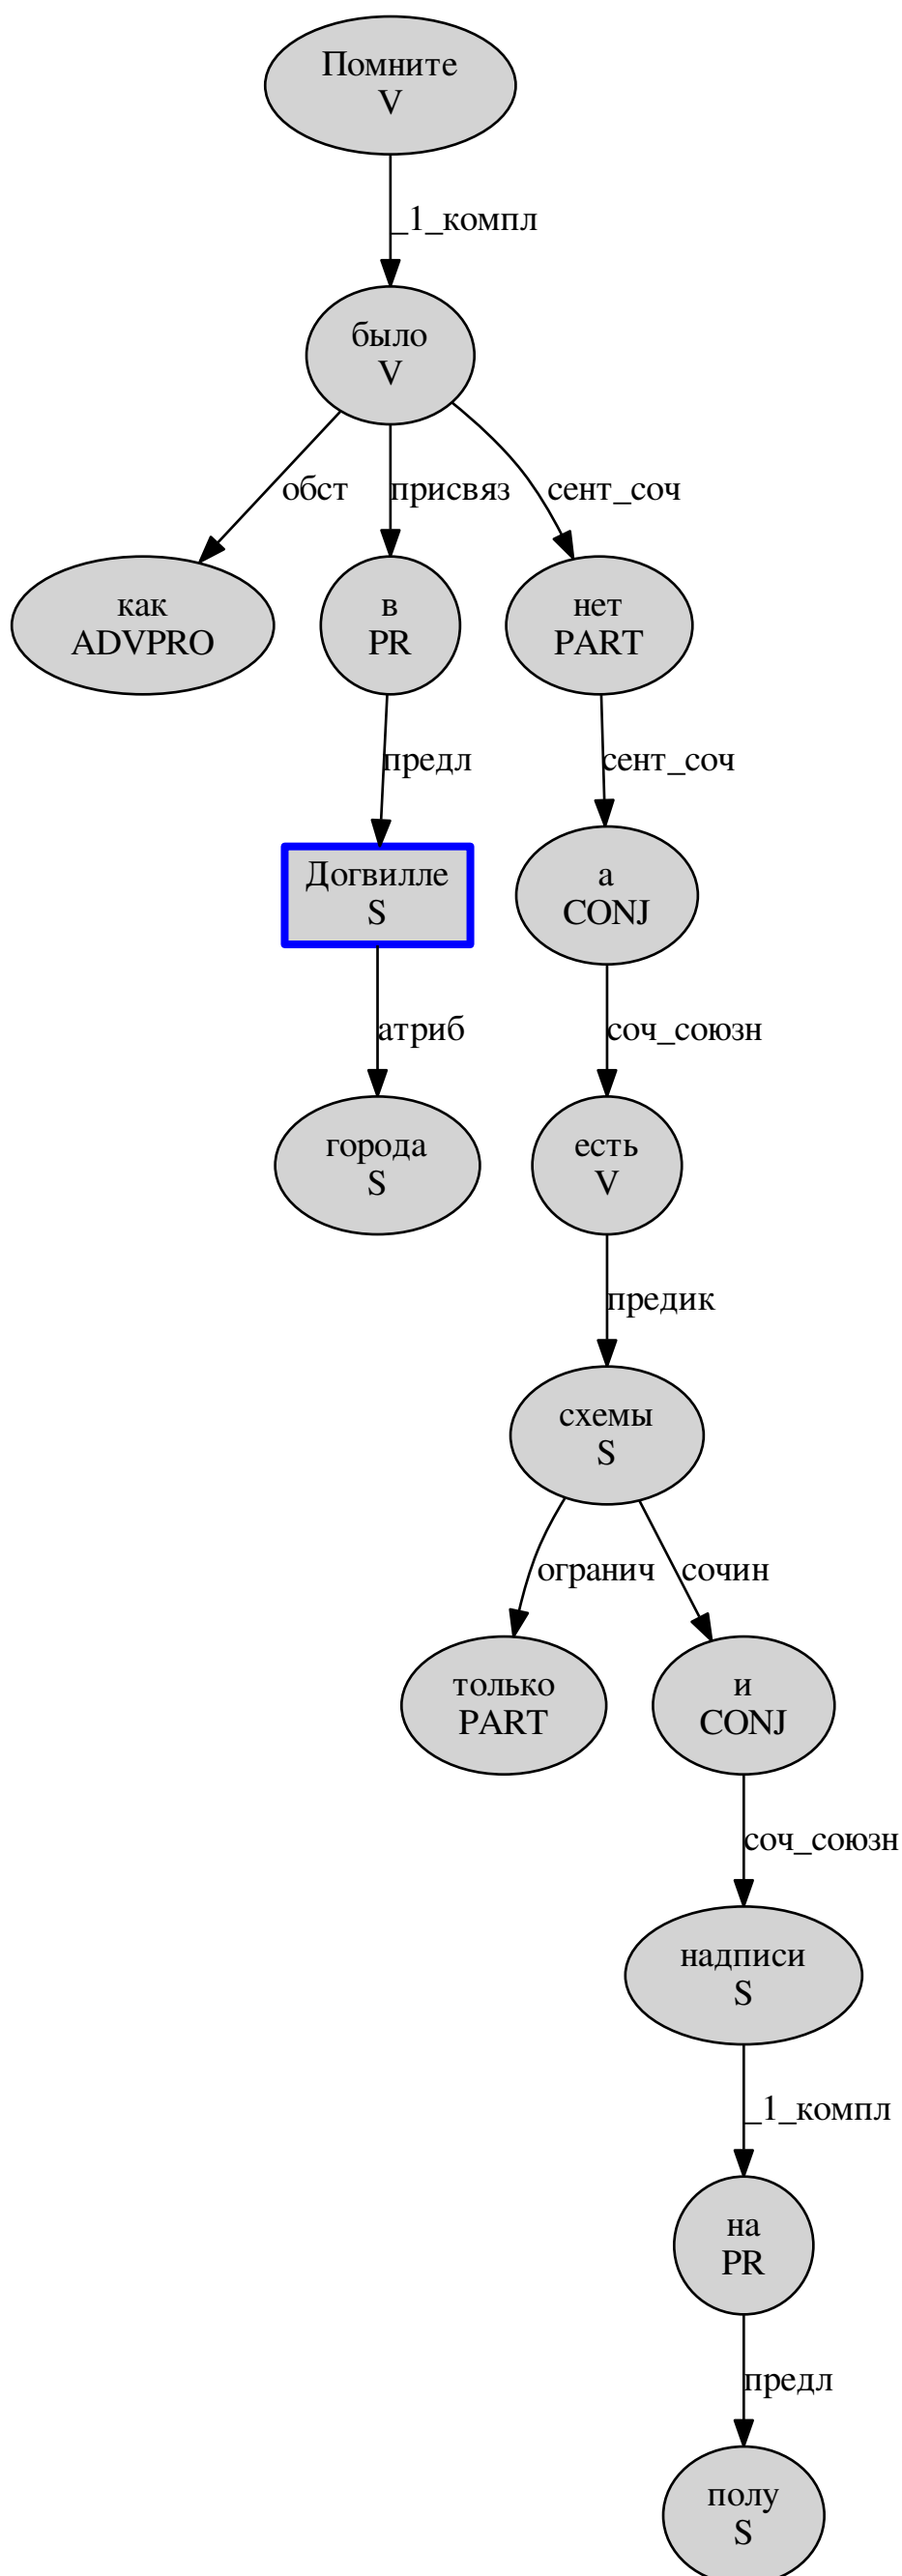 Помните
V
_1_компл
было
V
обст
присвяз
сент_соч
как
ADVPRO
в
PR
нет
PART
предл
сент_соч
Догвилле
S
а
CONJ
атриб
соч_союзн
города
S
есть
V
предик
схемы
S
огранич
сочин
только
PART
и
CONJ
соч_союзн
надписи
S
_1_компл
на
PR
предл
полу
S